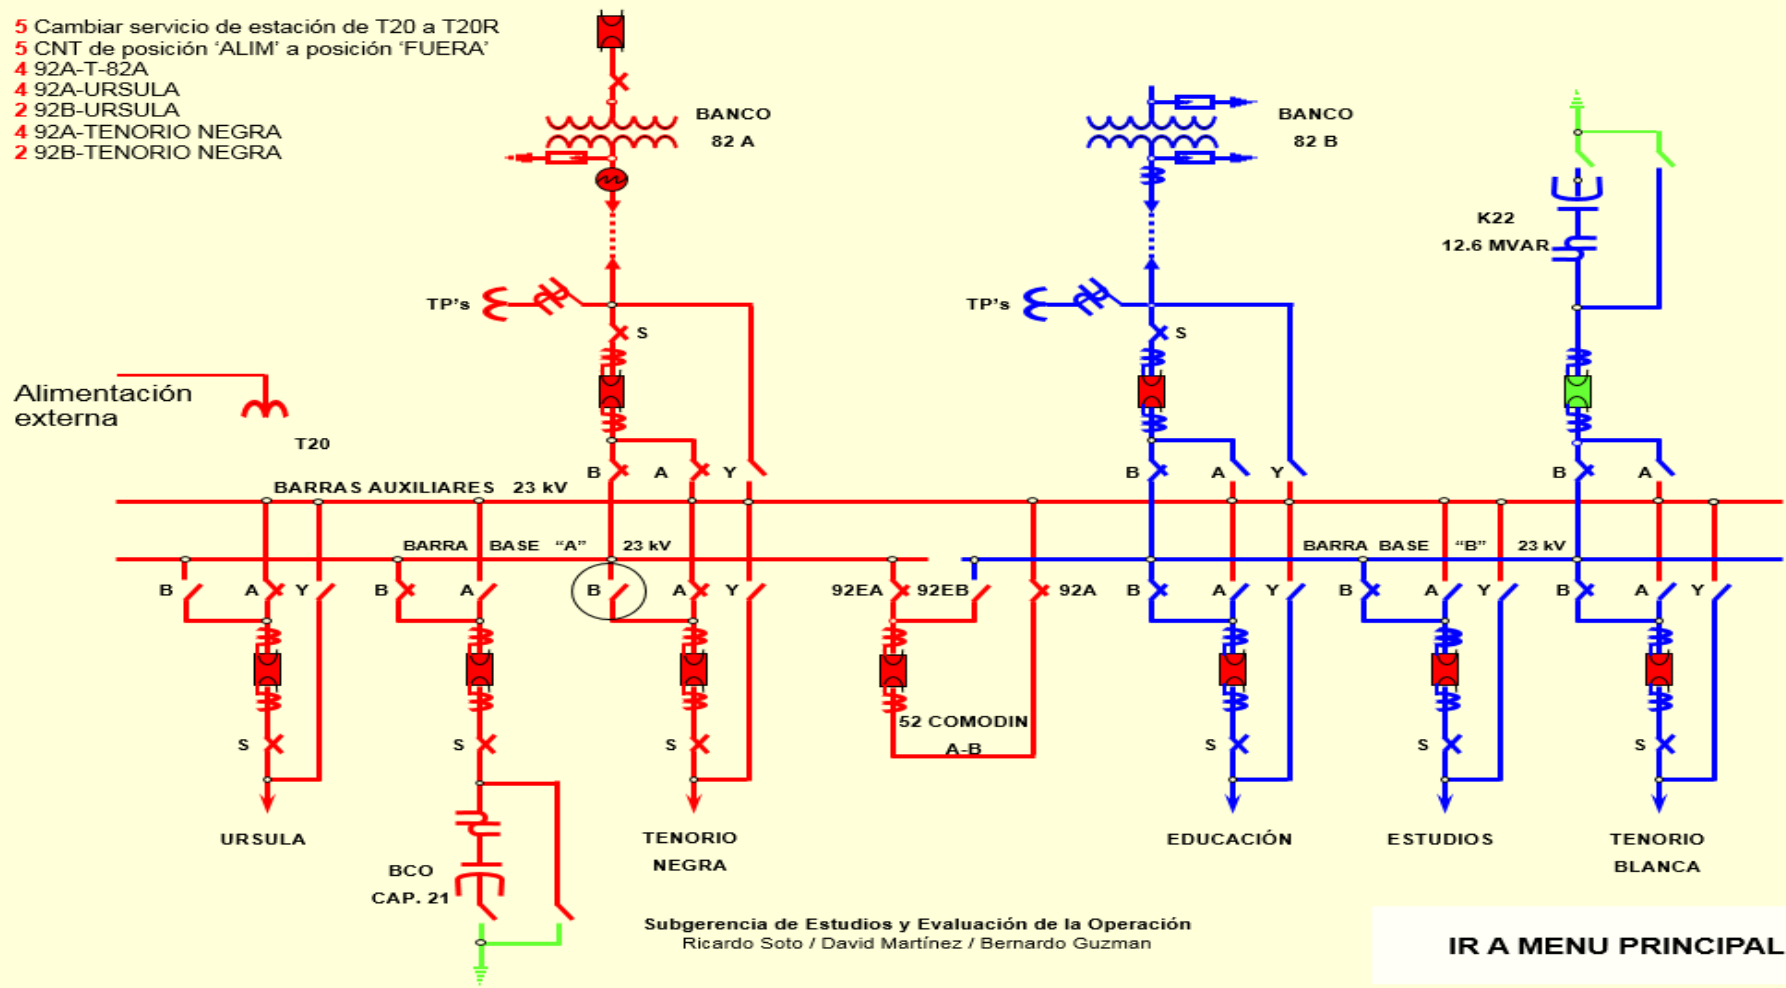 5 Cambiar servicio de estación de T20 a T20R
5 CNT de posición ‘ALIM’ a posición ‘FUERA’
4 92A-T-82A
4 92A-URSULA
2 92B-URSULA
4 92A-TENORIO NEGRA
2 92B-TENORIO NEGRA
BANCO
82 A
BANCO
82 B
K22
12.6 MVAR
TP's
TP's
S
S
Alimentación
externa
T20
B A Y
B A Y
B A
BARRAS AUXILIARES 23 kV
BARRA BASE “A” 23 kV
BARRA BASE “B” 23 kV
B A Y
B A
B A Y
92EA 92EB 92A
B A Y
B A Y
B A Y
52 COMODIN
A-B
S
S
S
S
S
S
URSULA
BCO
CAP. 21
TENORIO
NEGRA
EDUCACIÓN
ESTUDIOS
TENORIO
BLANCA
Subgerencia de Estudios y Evaluación de la Operación
Ricardo Soto / David Martínez / Bernardo Guzman
IR A MENU PRINCIPAL